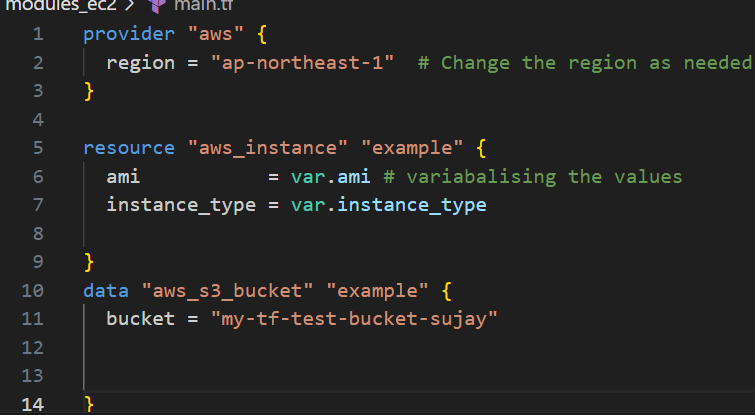 modules_ec2 > main.tf
1 provider "aws" {
2 region = "ap-northeast-1" # Change the region as needed
3 }
4
5 resource "aws_instance" "example" {
6 ami = var.ami # variabalising the values
7 instance_type = var.instance_type
8
9 }
10 data "aws_s3_bucket" "example" {
11 bucket = "my-tf-test-bucket-sujay"
12
13
14 }